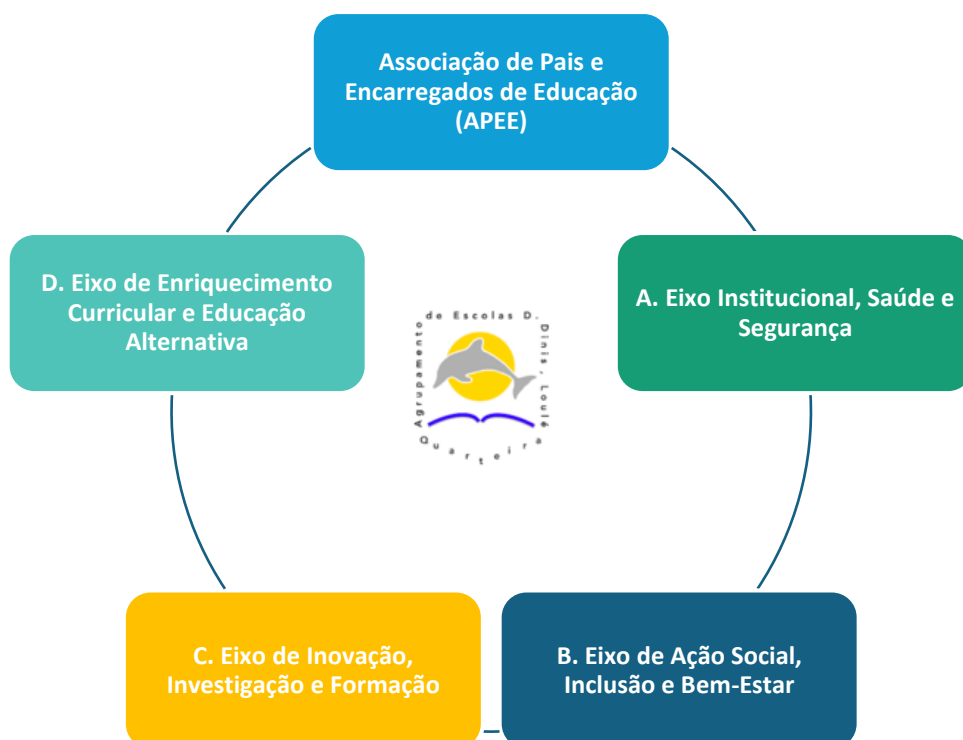 Associação de Pais e
Encarregados de Educação
(APEE)
D. Eixo de Enriquecimento
Curricular e Educação
Alternativa
A. Eixo Institucional, Saúde e
Segurança
Agrupamento de Escolas D. Dinis, Loulé
Quarteira
C. Eixo de Inovação,
Investigação e Formação
B. Eixo de Ação Social,
Inclusão e Bem-Estar